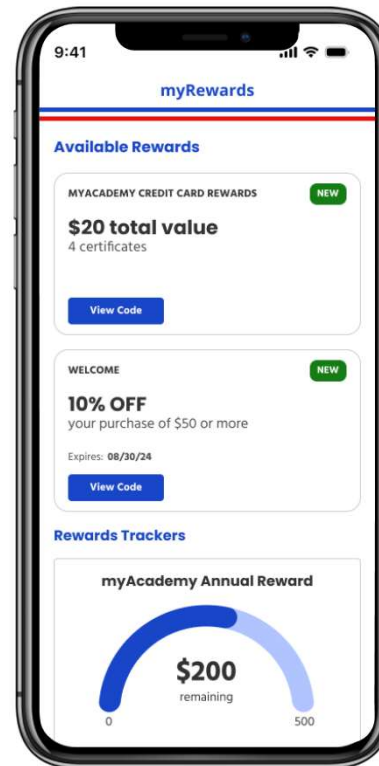 9:41
myRewards
Available Rewards
MYACADEMY CREDIT CARD REWARDS NEW
$20 total value
4 certificates
View Code
WELCOME NEW
10% OFF
your purchase of $50 or more
Expires: 08/30/24
View Code
Rewards Trackers
myAcademy Annual Reward
$200
remaining
0 500